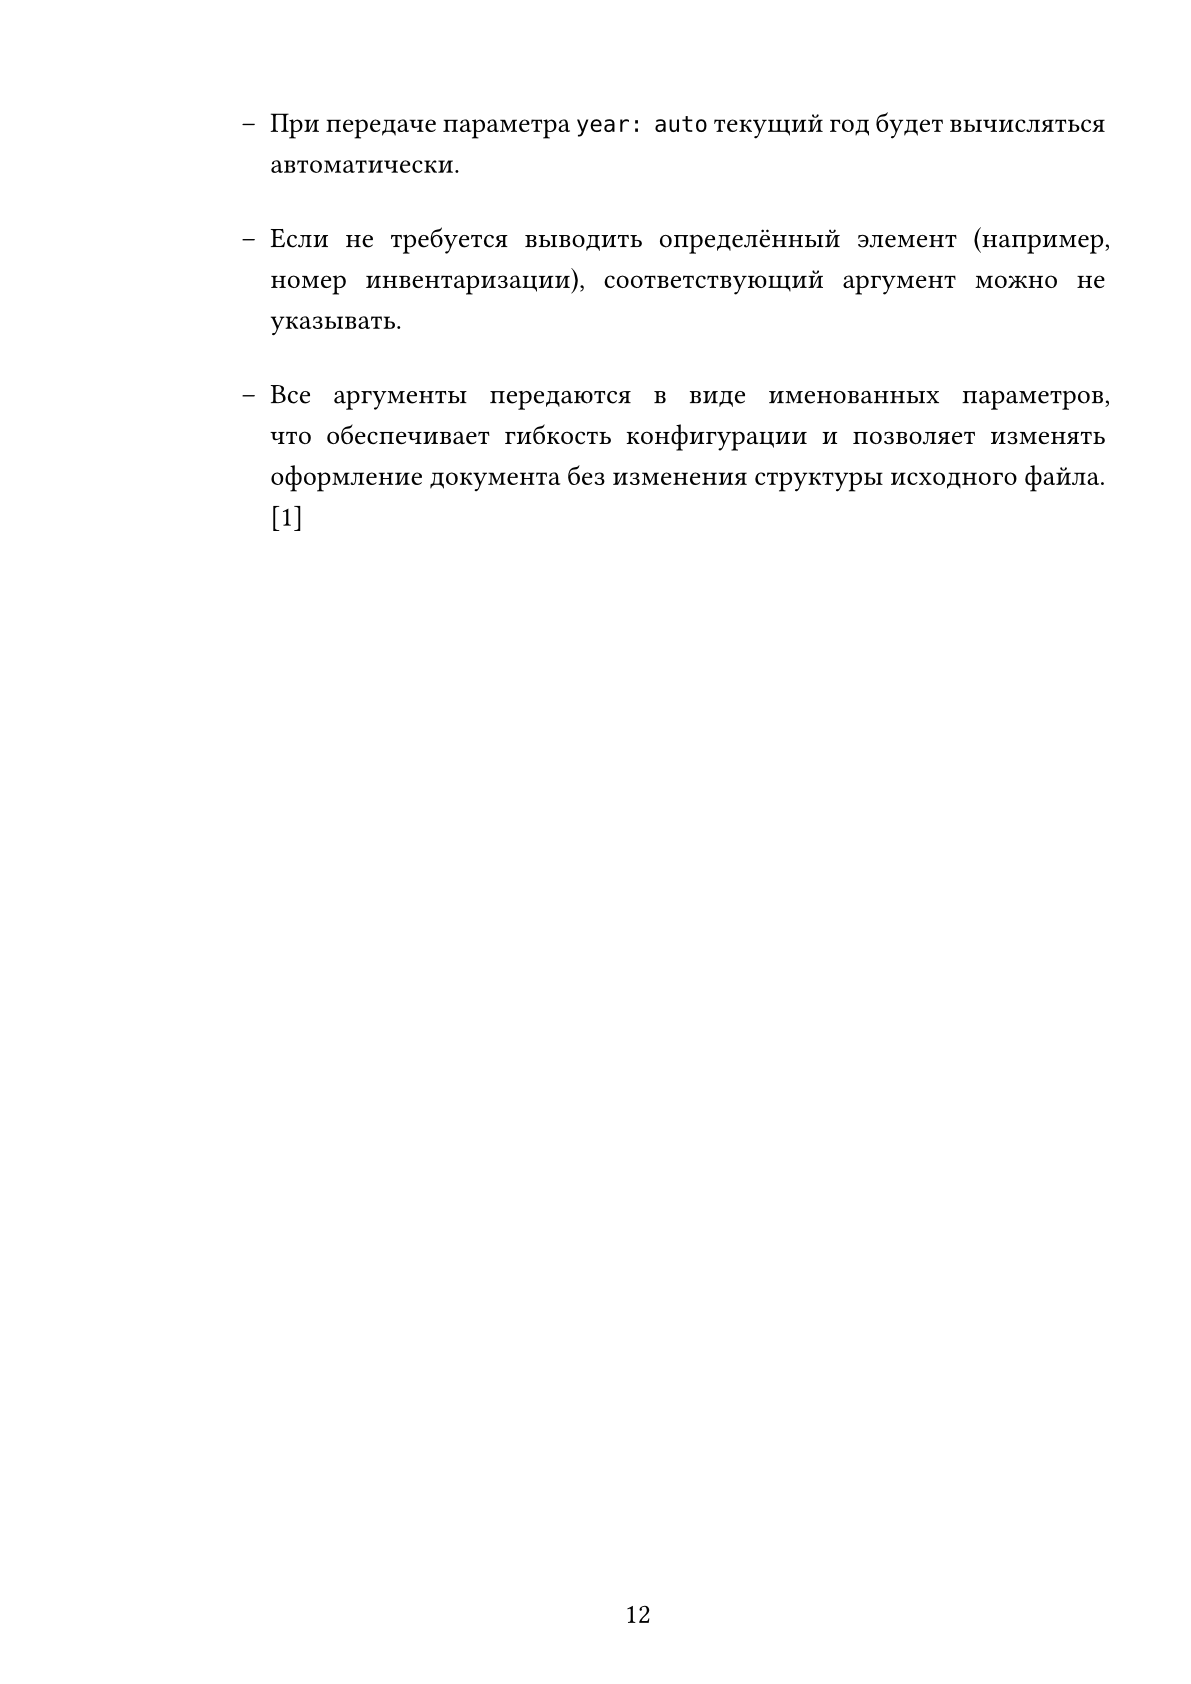 – При передаче параметра year: auto текущий год будет вычисляться
автоматически.
– Если не требуется выводить определённый элемент (например,
номер инвентаризации), соответствующий аргумент можно не
указывать.
– Все аргументы передаются в виде именованных параметров,
что обеспечивает гибкость конфигурации и позволяет изменять
оформление документа без изменения структуры исходного файла.
[1]
12